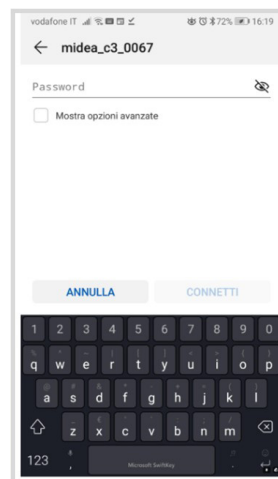 vodafone IT 72% 16:19
midea_c3_0067
Password
Mostra opzioni avanzate
ANNULLA CONNETTI
1 2 3 4 5 6 7 8 9 0
q w e r t y u i o p
a s d f g h j k l
z x c v b n m
123 , Microsoft SwiftKey .